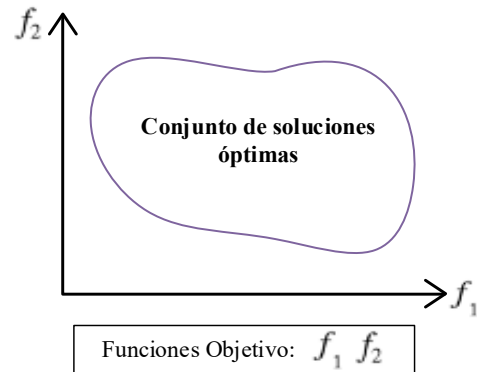 f₂
Conjunto de soluciones
óptimas
f₁
Funciones Objetivo: f₁ f₂